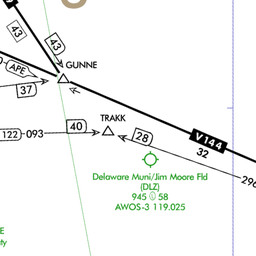 43
43
GUNNE
APE
37
TRAKK
122
-093
40
28
V144
32
Delaware Muni/Jim Moore Fld
(DLZ)
945 58
AWOS-3 119.025
296
E
ty